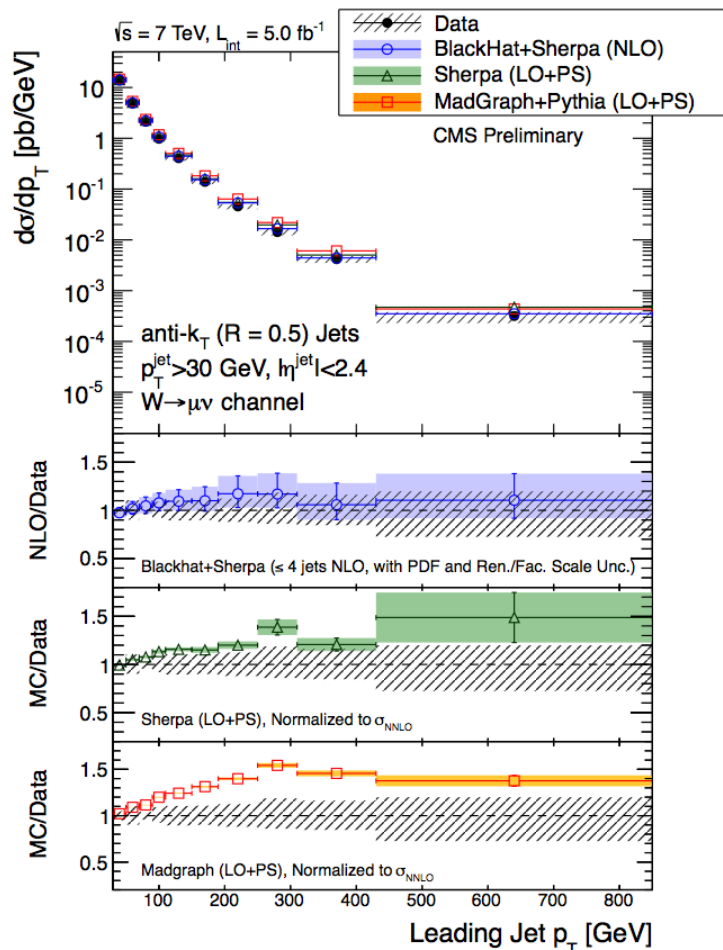 √s = 7 TeV, L_int = 5.0 fb⁻¹
Data
BlackHat+Sherpa (NLO)
Sherpa (LO+PS)
MadGraph+Pythia (LO+PS)
CMS Preliminary
dσ/dp_T [pb/GeV]
10
1
10⁻¹
10⁻²
10⁻³
10⁻⁴
10⁻⁵
anti-k_T (R = 0.5) Jets
p_T^jet>30 GeV, |η^jet|<2.4
W→μν channel
NLO/Data
1.5
1
0.5
Blackhat+Sherpa (≤ 4 jets NLO, with PDF and Ren./Fac. Scale Unc.)
MC/Data
1.5
1
0.5
Sherpa (LO+PS), Normalized to σ_NNLO
MC/Data
1.5
1
0.5
Madgraph (LO+PS), Normalized to σ_NNLO
100 200 300 400 500 600 700 800
Leading Jet p_T [GeV]